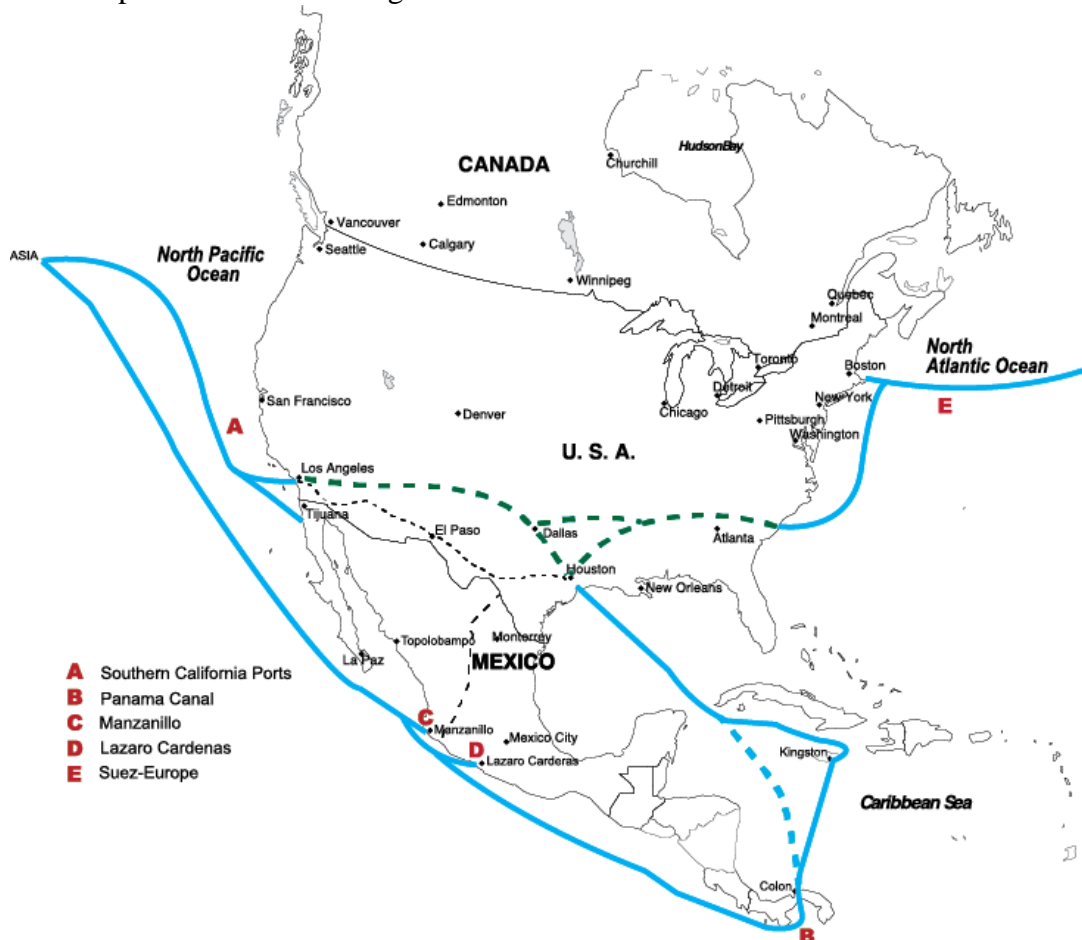 CANADA
Hudson Bay
Churchill
Edmonton
Vancouver
Calgary
Seattle
North Pacific
Ocean
ASIA
Winnipeg
Quebec
Montreal
Toronto
Boston
North
Atlantic Ocean
Detroit
New York
E
San Francisco
Denver
Chicago
Pittsburgh
Washington
A
U. S. A.
Los Angeles
Tijuana
El Paso
Dallas
Atlanta
Houston
New Orleans
Topolobampo
Monterrey
La Paz
MEXICO
C
Manzanillo
Mexico City
D
Lazaro Carderas
Kingston
Caribbean Sea
Colon
B
A Southern California Ports
B Panama Canal
C Manzanillo
D Lazaro Cardenas
E Suez-Europe